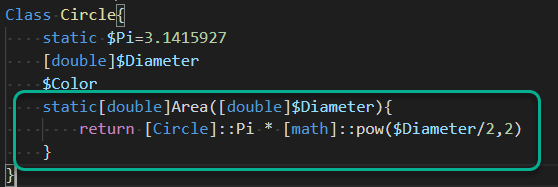 Class Circle{
    static $Pi=3.1415927
    [double]$Diameter
    $Color
    static[double]Area([double]$Diameter){
        return [Circle]::Pi * [math]::pow($Diameter/2,2)
    }
}